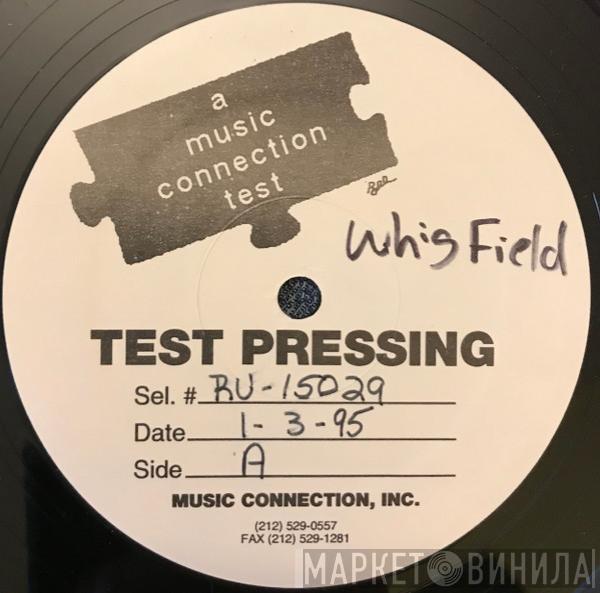 a
music
connection
test
Whigfield
TEST PRESSING
Sel. # RU-15029
Date 1-3-95
Side A
MUSIC CONNECTION, INC.
(212) 529-0557
FAX (212) 529-1281
МАРКЕТ ВИНИЛА